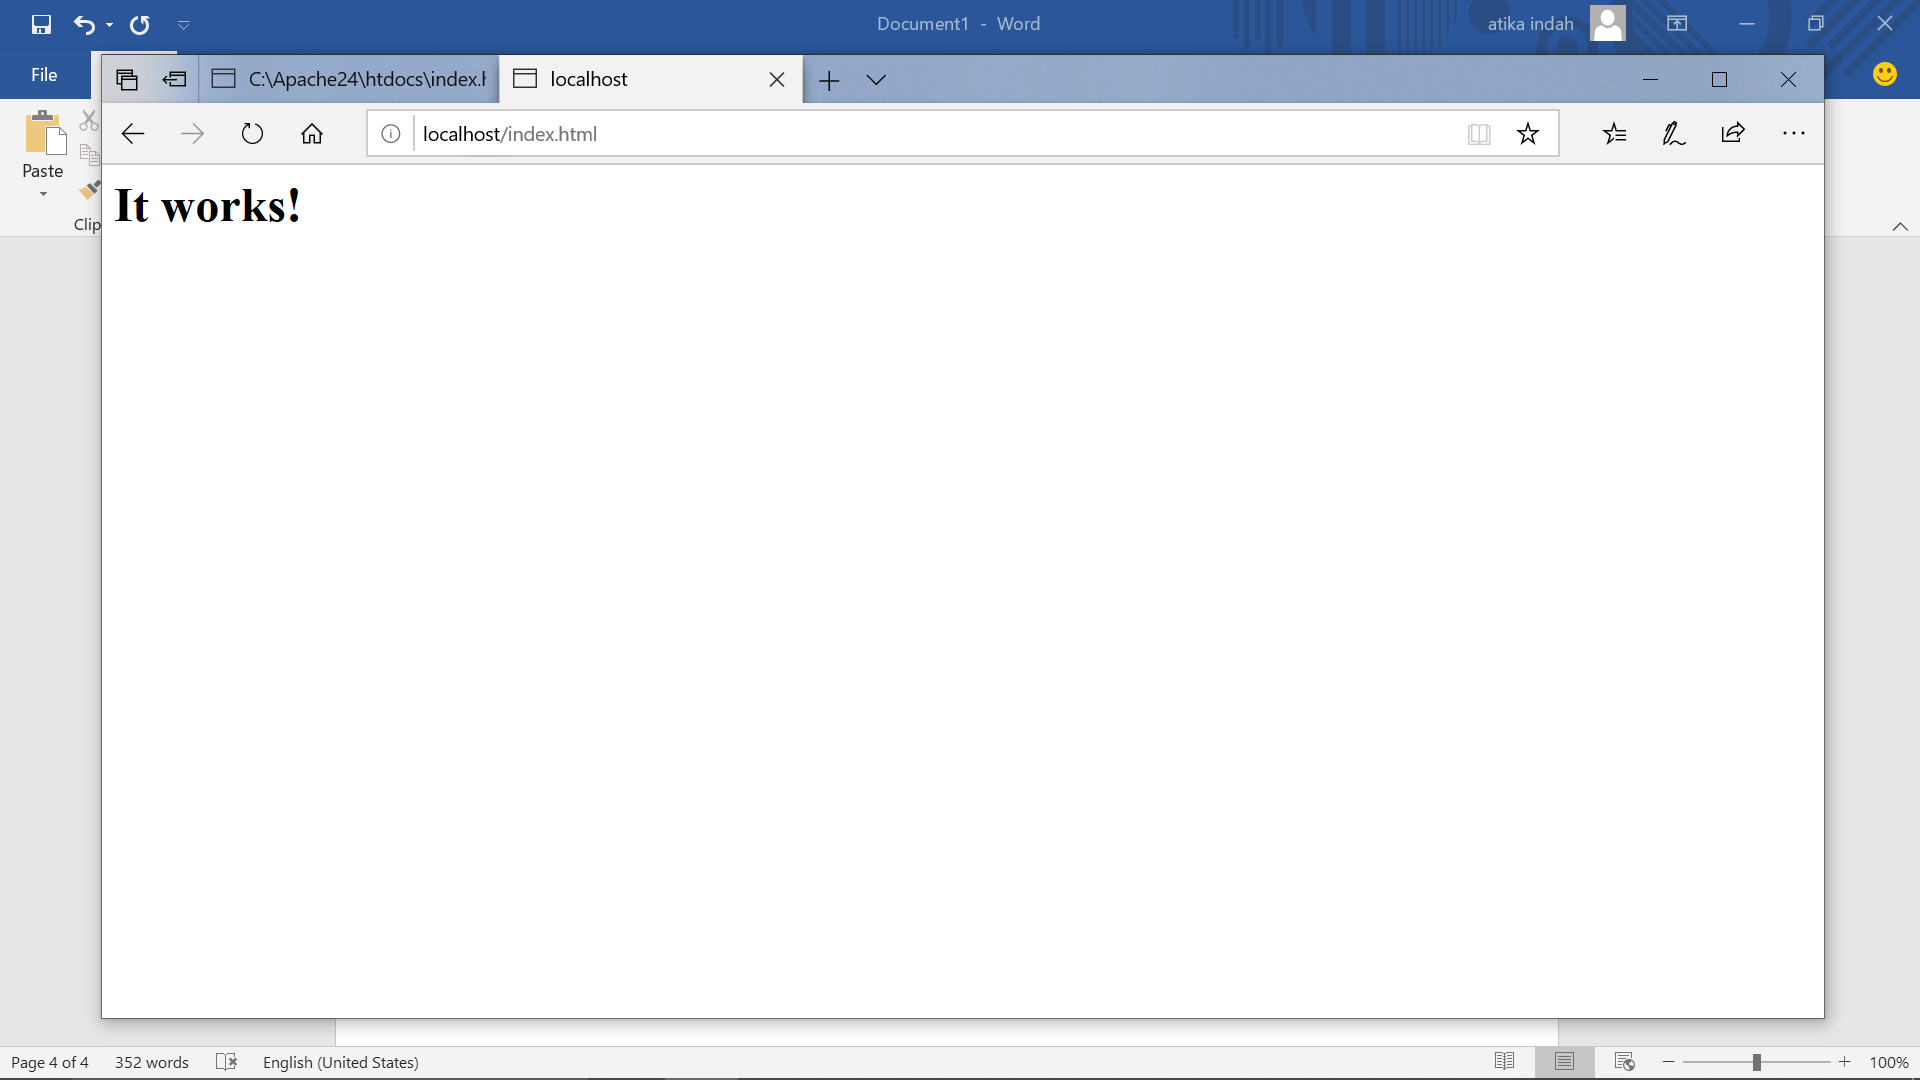 Document1 - Word
atika indah
File
C:\Apache24\htdocs\index.h
localhost
localhost/index.html
Paste
Clip
It works!
Page 4 of 4
352 words
English (United States)
100%